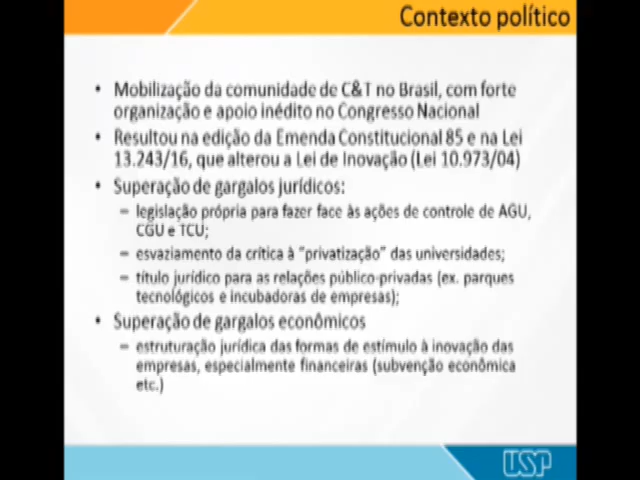 Contexto político
• Mobilização da comunidade de C&T no Brasil, com forte
organização e apoio inédito no Congresso Nacional
• Resultou na edição da Emenda Constitucional 85 e na Lei
13.243/16, que alterou a Lei de Inovação (Lei 10.973/04)
• Superação de gargalos jurídicos:
– legislação própria para fazer face às ações de controle de AGU,
CGU e TCU;
– esvaziamento da crítica à "privatização" das universidades;
– título jurídico para as relações público-privadas (ex. parques
tecnológicos e incubadoras de empresas);
• Superação de gargalos econômicos
– estruturação jurídica das formas de estímulo à inovação das
empresas, especialmente financeiras (subvenção econômica
etc.)
USP